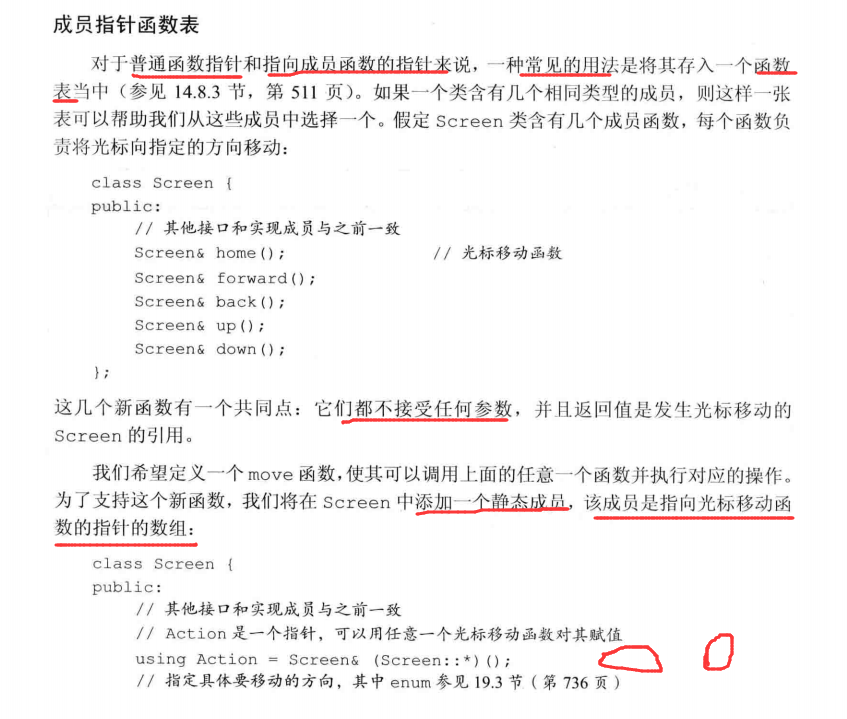 成员指针函数表
对于普通函数指针和指向成员函数的指针来说，一种常见的用法是将其存入一个函数
表当中（参见 14.8.3 节，第 511 页）。如果一个类含有几个相同类型的成员，则这样一张
表可以帮助我们从这些成员中选择一个。假定 Screen 类含有几个成员函数，每个函数负
责将光标向指定的方向移动：
class Screen {
public:
// 其他接口和实现成员与之前一致
Screen& home(); // 光标移动函数
Screen& forward();
Screen& back();
Screen& up();
Screen& down();
};
这几个新函数有一个共同点：它们都不接受任何参数，并且返回值是发生光标移动的
Screen 的引用。
我们希望定义一个 move 函数，使其可以调用上面的任意一个函数并执行对应的操作。
为了支持这个新函数，我们将在 Screen 中添加一个静态成员，该成员是指向光标移动函
数的指针的数组：
class Screen {
public:
// 其他接口和实现成员与之前一致
// Action 是一个指针，可以用任意一个光标移动函数对其赋值
using Action = Screen& (Screen::*)();
// 指定具体要移动的方向，其中 enum 参见 19.3 节（第 736 页）